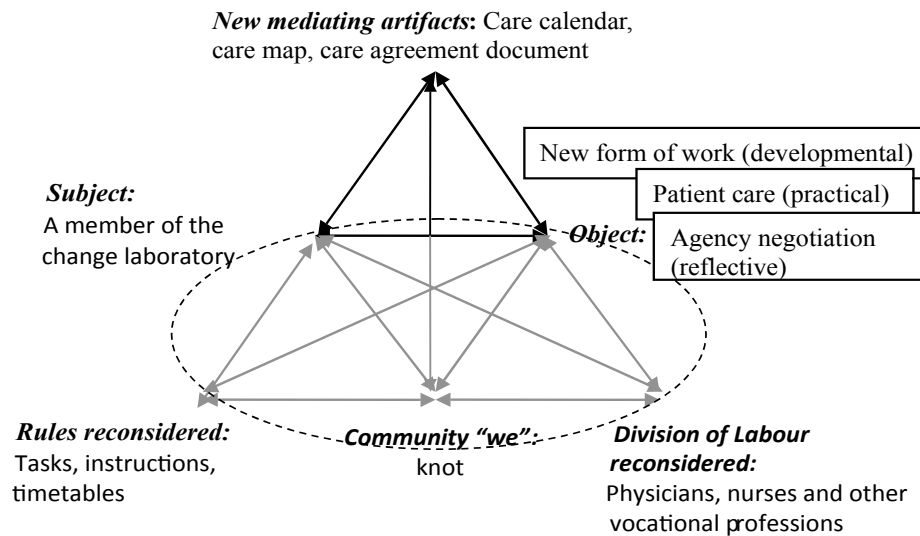 New mediating artifacts: Care calendar,
care map, care agreement document
New form of work (developmental)
Patient care (practical)
Subject:
A member of the
change laboratory
Object:
Agency negotiation
(reflective)
Rules reconsidered:
Tasks, instructions,
timetables
Community “we”:
knot
Division of Labour
reconsidered:
Physicians, nurses and other
vocational professions